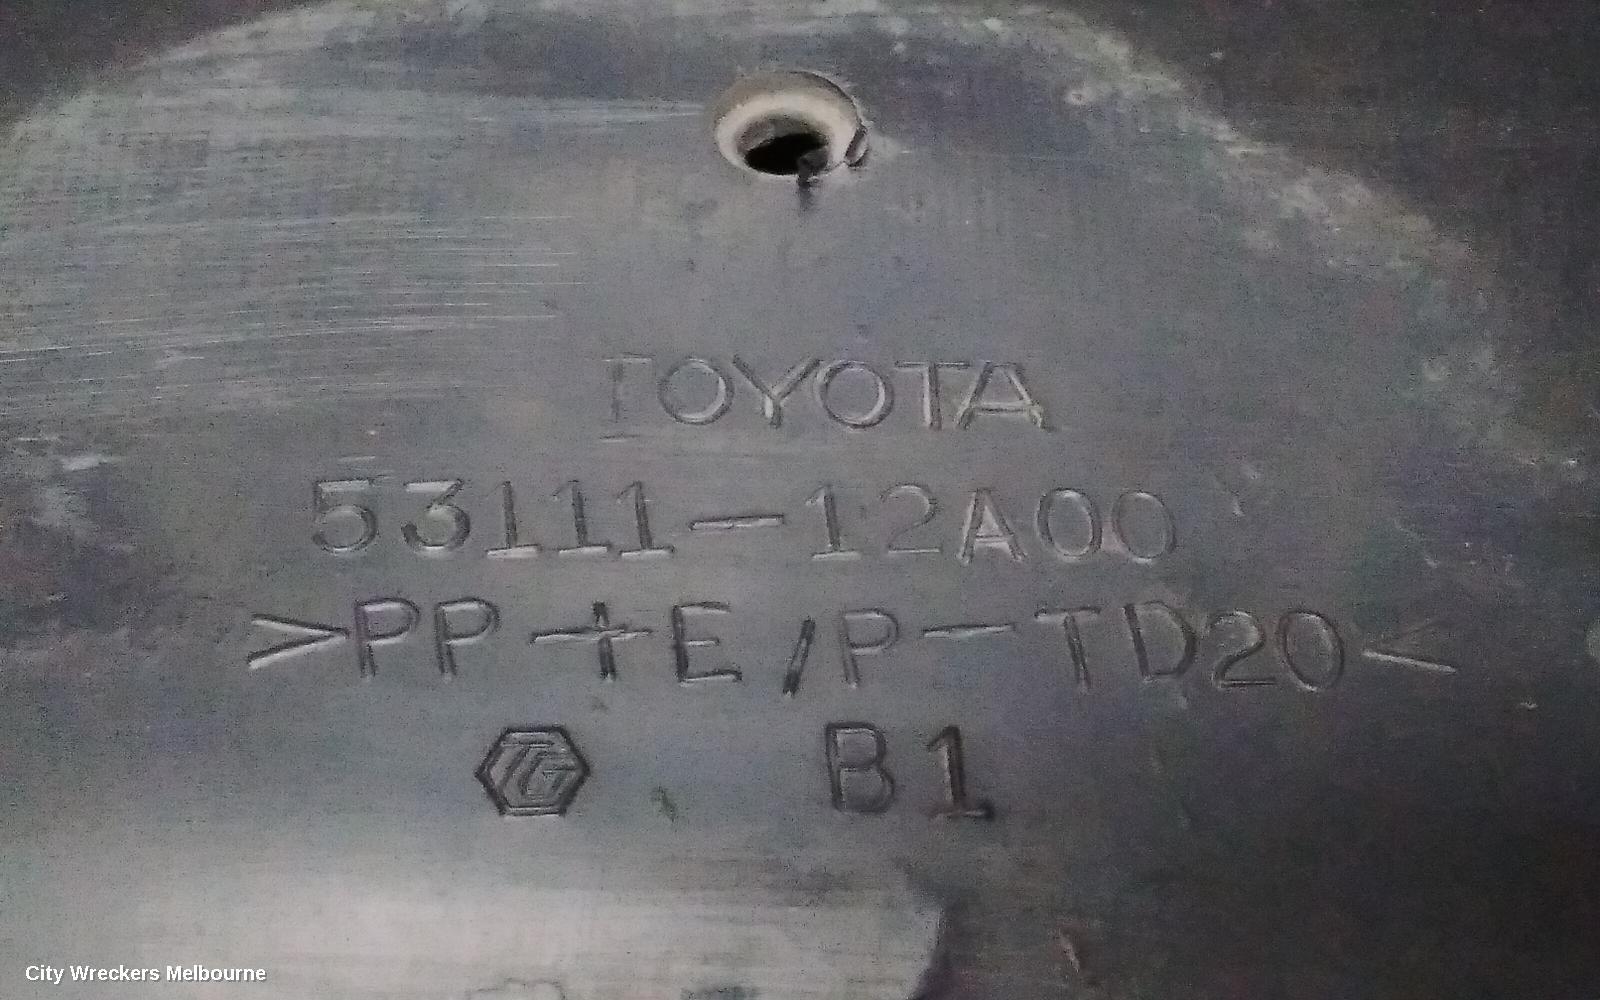 TOYOTA
53111-12A00
>PP+E/P-TD20<
TG B1
City Wreckers Melbourne